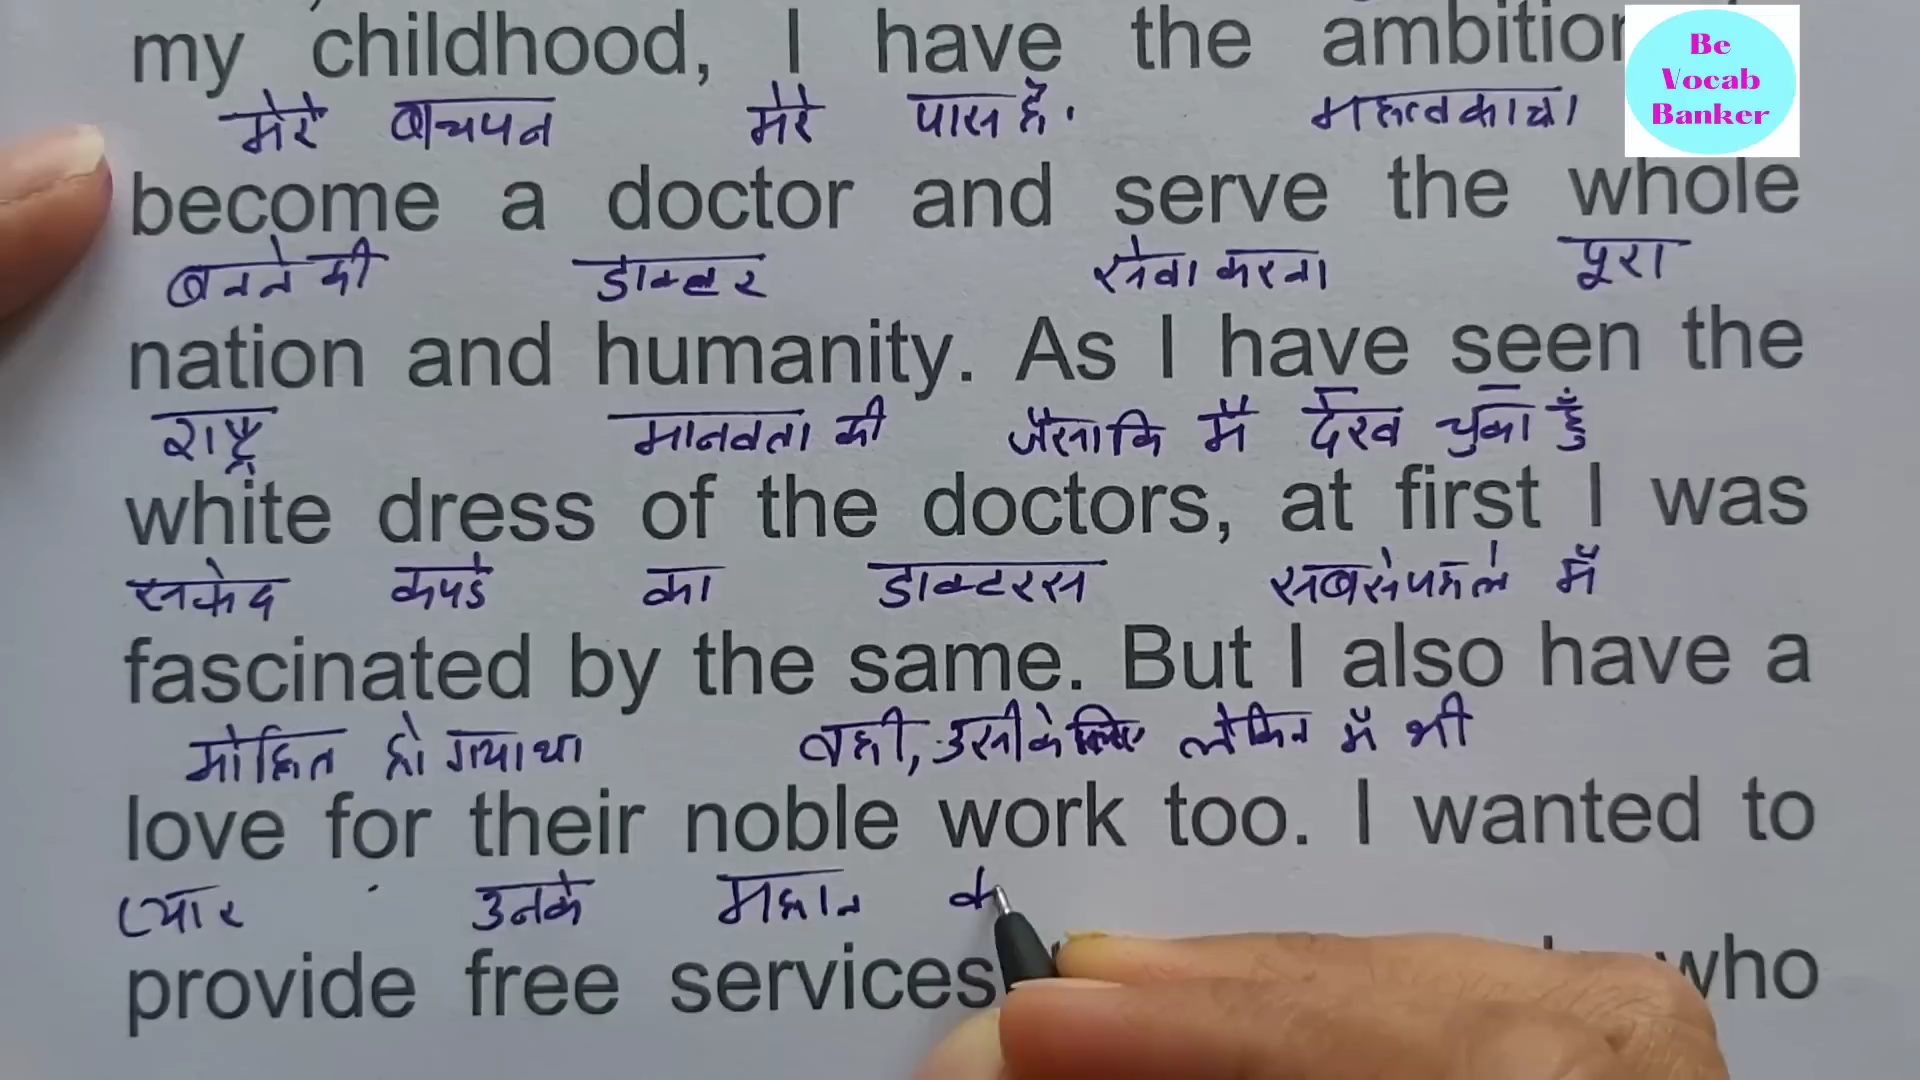 my childhood, I have the ambition
Be
Vocab
Banker
मेरे बचपन मेरे पास है. महत्वकांक्षा
become a doctor and serve the whole
बनने की डाक्टर सेवा करना पूरा
nation and humanity. As I have seen the
राष्ट्र मानवता की जैसाकि मैं देख चुका हूँ
white dress of the doctors, at first I was
सफेद कपडे का डाक्टरस सबसे पहले मैं
fascinated by the same. But I also have a
मोहित हो गया था वही, उसी के लिए लेकिन मैं भी
love for their noble work too. I wanted to
प्यार उनके महान
provide free services who